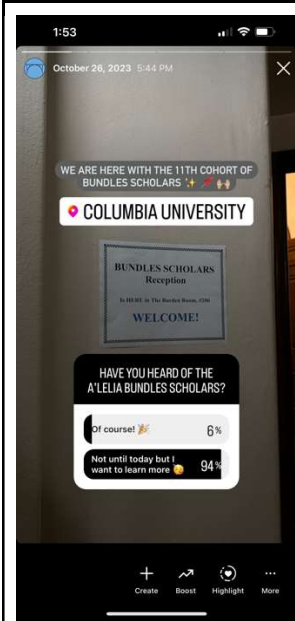 1:53
October 26, 2023 5:44 PM
WE ARE HERE WITH THE 11TH COHORT OF
BUNDLES SCHOLARS ✨ 📌 🙌🏼
COLUMBIA UNIVERSITY
BUNDLES SCHOLARS
Reception
Is HERE in The Burden Room, #206
WELCOME!
HAVE YOU HEARD OF THE
A'LELIA BUNDLES SCHOLARS?
Of course! 🎉 6%
Not until today but I
want to learn more 😗 94%
Create Boost Highlight More